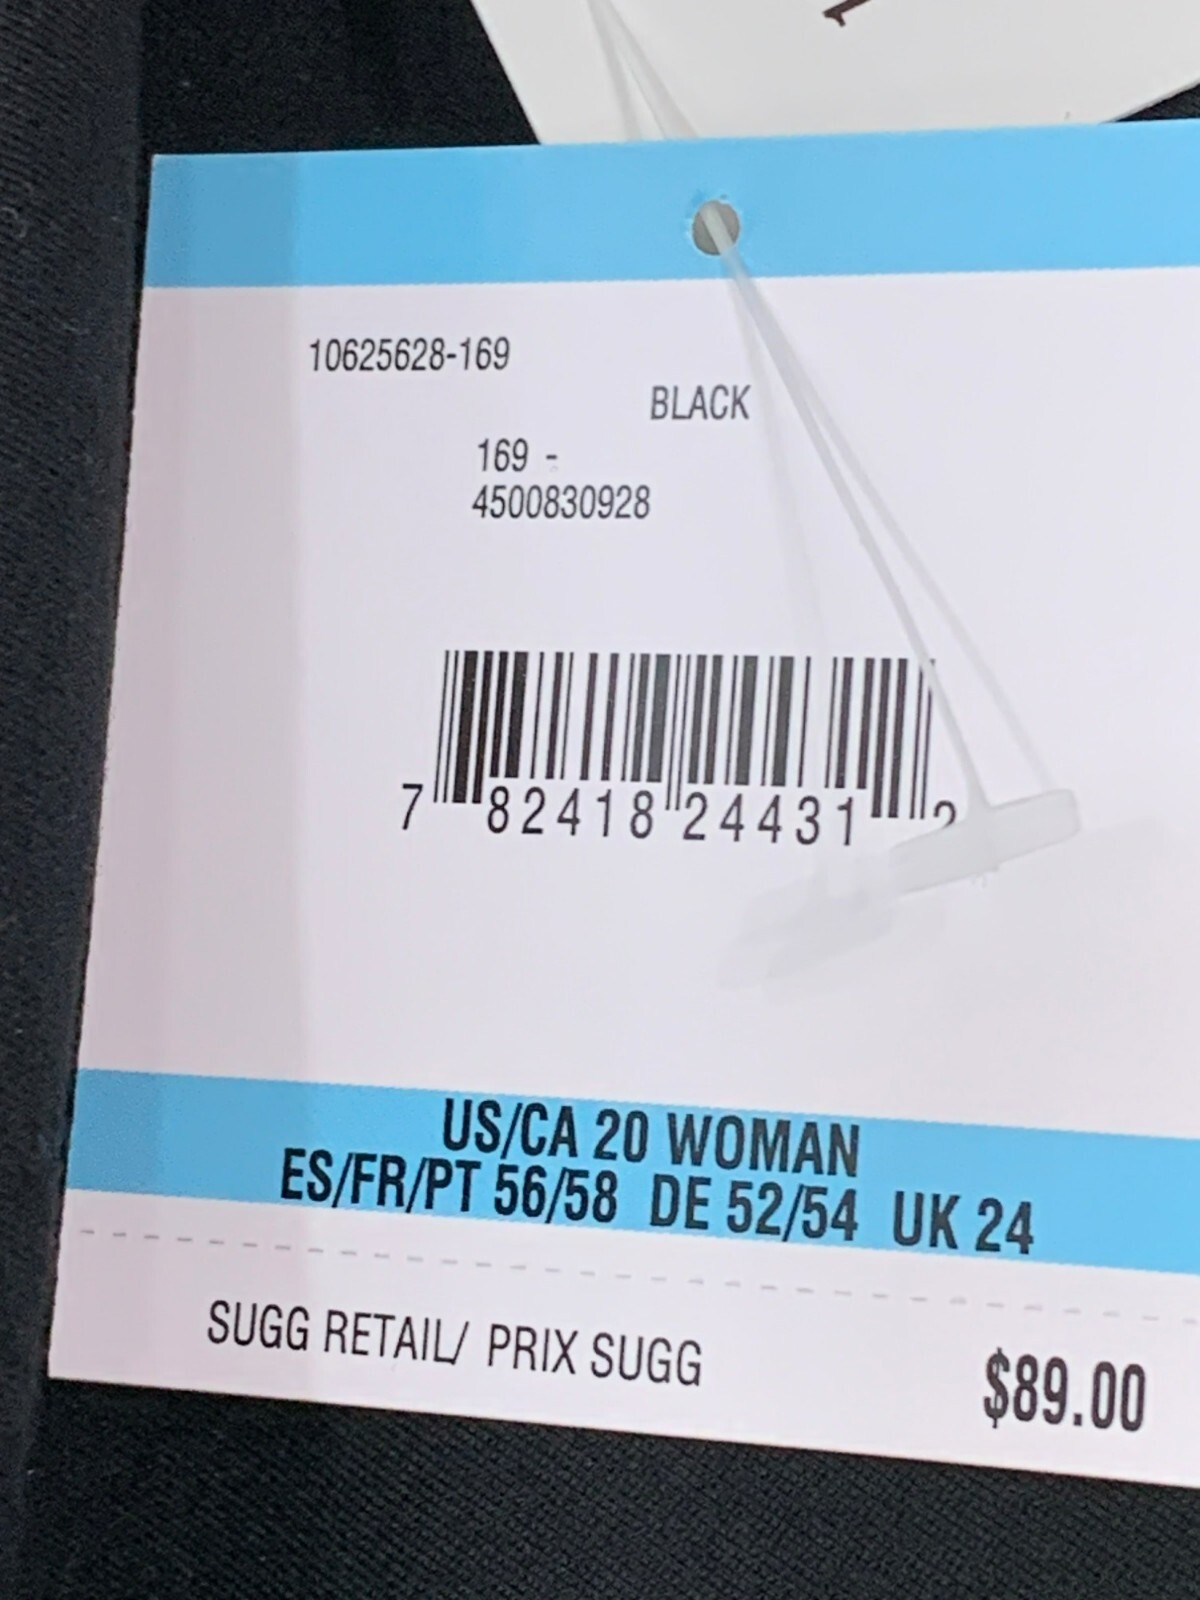 10625628-169
BLACK
169 -
4500830928
7 82418 24431 2
US/CA 20 WOMAN
ES/FR/PT 56/58 DE 52/54 UK 24
SUGG RETAIL/ PRIX SUGG
$89.00